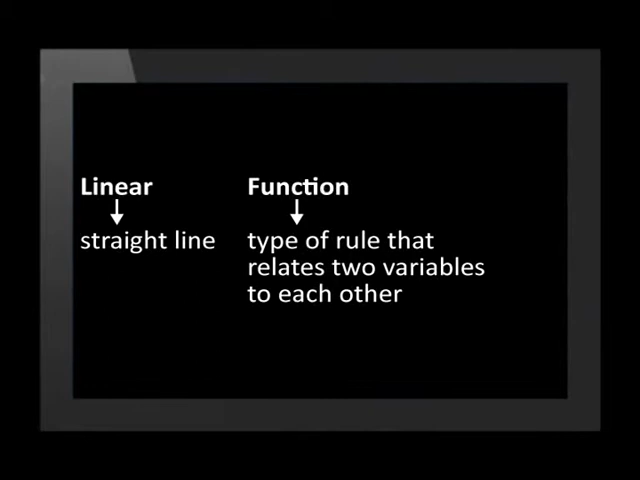 Linear
straight line
Function
type of rule that
relates two variables
to each other